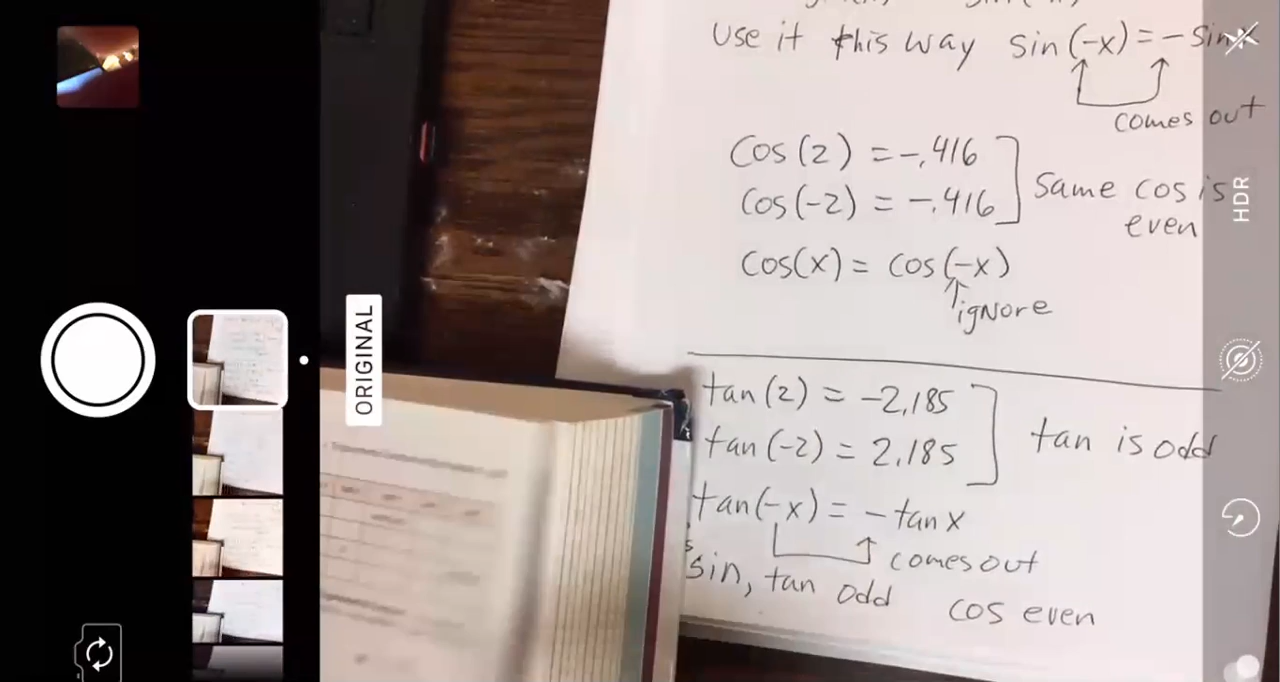 use it this way sin(-x) = - sinx
comes out
cos(2) = -.416
cos(-2) = -.416
Same cos is
even
cos(x) = cos(-x)
ignore
tan(2) = -2.185
tan(-2) = 2.185
tan is odd
tan(-x) = - tanx
comes out
sin, tan odd cos even
ORIGINAL
HDR